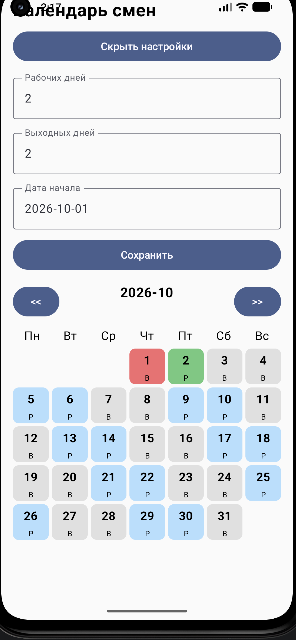 2:17
Календарь смен
Скрыть настройки
Рабочих дней
2
Выходных дней
2
Дата начала
2026-10-01
Сохранить
<< 2026-10 >>
Пн Вт Ср Чт Пт Сб Вс
1 2 3 4
В Р В В
5 6 7 8 9 10 11
Р Р В В Р Р В
12 13 14 15 16 17 18
В Р Р В В Р Р
19 20 21 22 23 24 25
В В Р Р В В Р
26 27 28 29 30 31
Р В В Р Р В